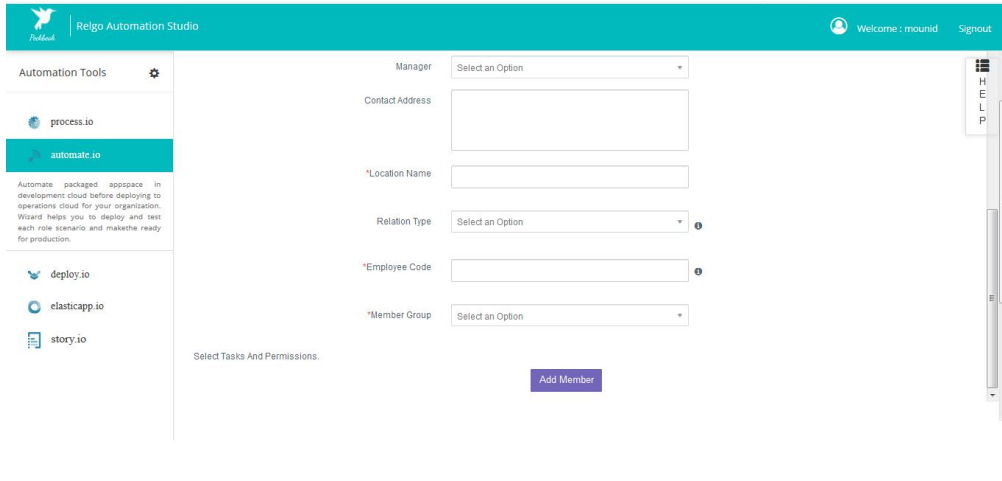 Peekbook
Relgo Automation Studio
Welcome : mounid
Signout
Automation Tools
process.io
automate.io
Automate packaged appspace in
development cloud before deploying to
operations cloud for your organization.
Wizard helps you to deploy and test
each role scenario and makethe ready
for production.
deploy.io
elasticapp.io
story.io
Manager
Select an Option
Contact Address
*Location Name
Relation Type
Select an Option
*Employee Code
*Member Group
Select an Option
Select Tasks And Permissions.
Add Member
H
E
L
P